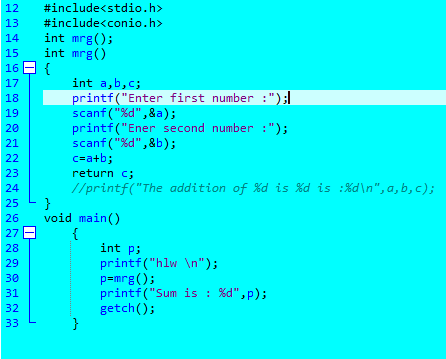 12 #include<stdio.h>
13 #include<conio.h>
14 int mrg();
15 int mrg()
16 {
17 int a,b,c;
18 printf("Enter first number :");
19 scanf("%d",&a);
20 printf("Ener second number :");
21 scanf("%d",&b);
22 c=a+b;
23 return c;
24 //printf("The addition of %d is %d is :%d\n",a,b,c);
25 }
26 void main()
27 {
28 int p;
29 printf("hlw \n");
30 p=mrg();
31 printf("Sum is : %d",p);
32 getch();
33 }